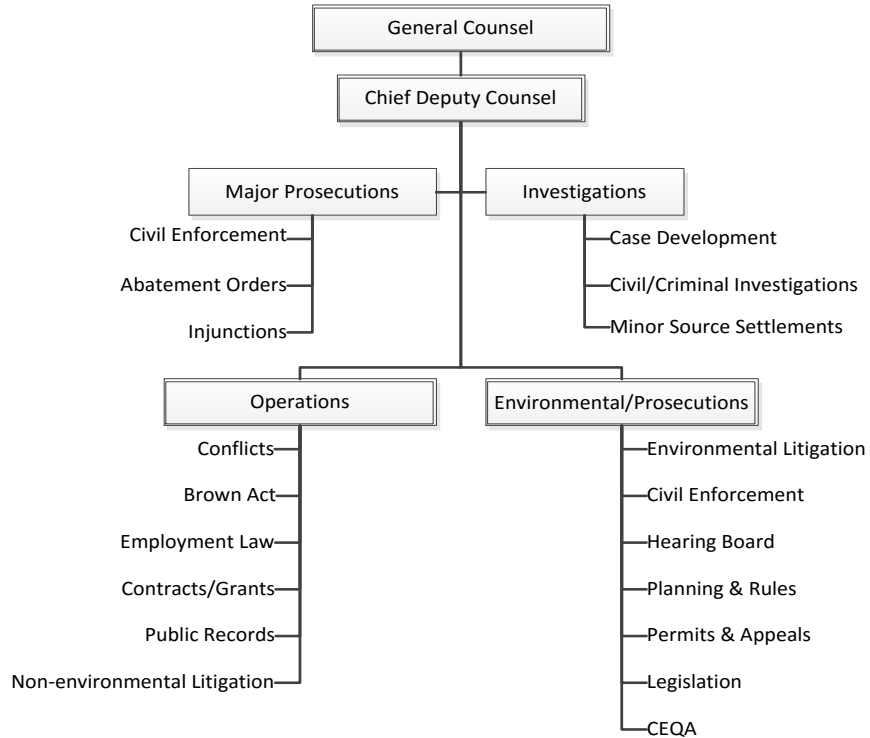 General Counsel
Chief Deputy Counsel
Major Prosecutions
Civil Enforcement
Abatement Orders
Injunctions
Investigations
Case Development
Civil/Criminal Investigations
Minor Source Settlements
Operations
Conflicts
Brown Act
Employment Law
Contracts/Grants
Public Records
Non-environmental Litigation
Environmental/Prosecutions
Environmental Litigation
Civil Enforcement
Hearing Board
Planning & Rules
Permits & Appeals
Legislation
CEQA